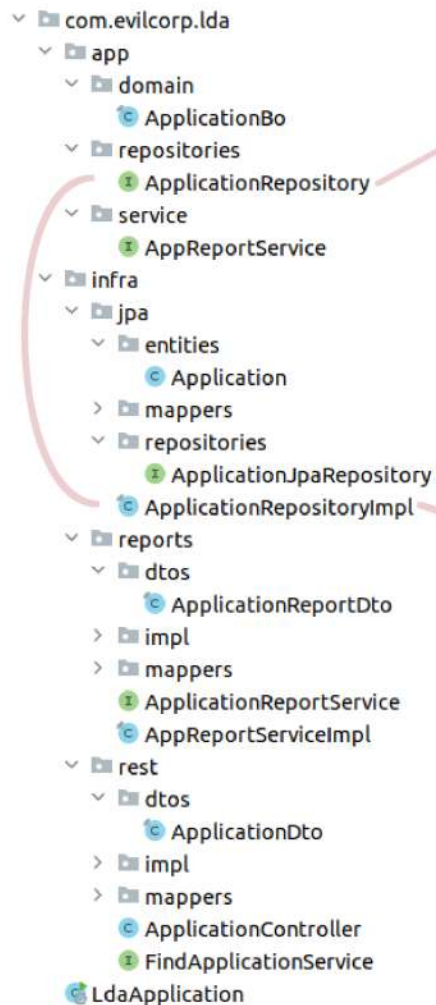 com.evilcorp.lda
app
domain
ApplicationBo
repositories
ApplicationRepository
service
AppReportService
infra
jpa
entities
Application
mappers
repositories
ApplicationJpaRepository
ApplicationRepositoryImpl
reports
dtos
ApplicationReportDto
impl
mappers
ApplicationReportService
AppReportServiceImpl
rest
dtos
ApplicationDto
impl
mappers
ApplicationController
FindApplicationService
LdaApplication